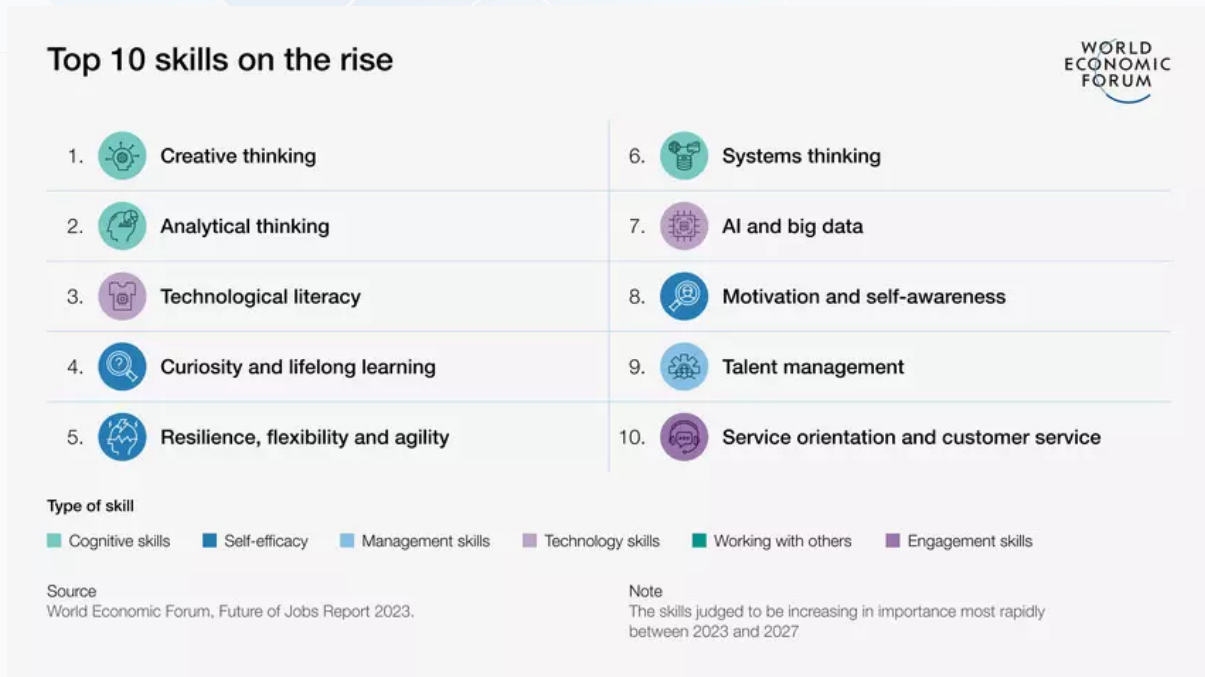 Top 10 skills on the rise
WORLD
ECONOMIC
FORUM
1. Creative thinking
2. Analytical thinking
3. Technological literacy
4. Curiosity and lifelong learning
5. Resilience, flexibility and agility
6. Systems thinking
7. AI and big data
8. Motivation and self-awareness
9. Talent management
10. Service orientation and customer service
Type of skill
Cognitive skills Self-efficacy Management skills Technology skills Working with others Engagement skills
Source
World Economic Forum, Future of Jobs Report 2023.
Note
The skills judged to be increasing in importance most rapidly
between 2023 and 2027